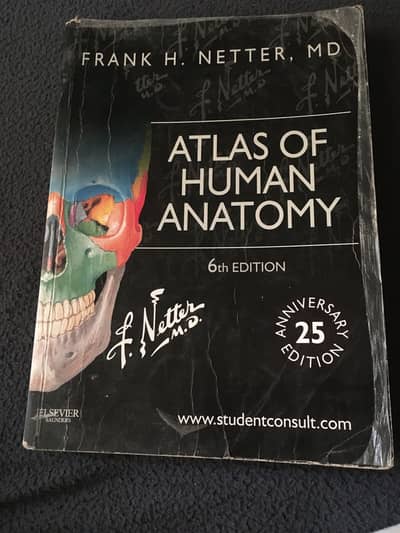 FRANK H. NETTER, MD
ATLAS OF
HUMAN
ANATOMY
6th EDITION
F. Netter
M.D.
ANNIVERSARY
25
EDITION
ELSEVIER
SAUNDERS
www.studentconsult.com